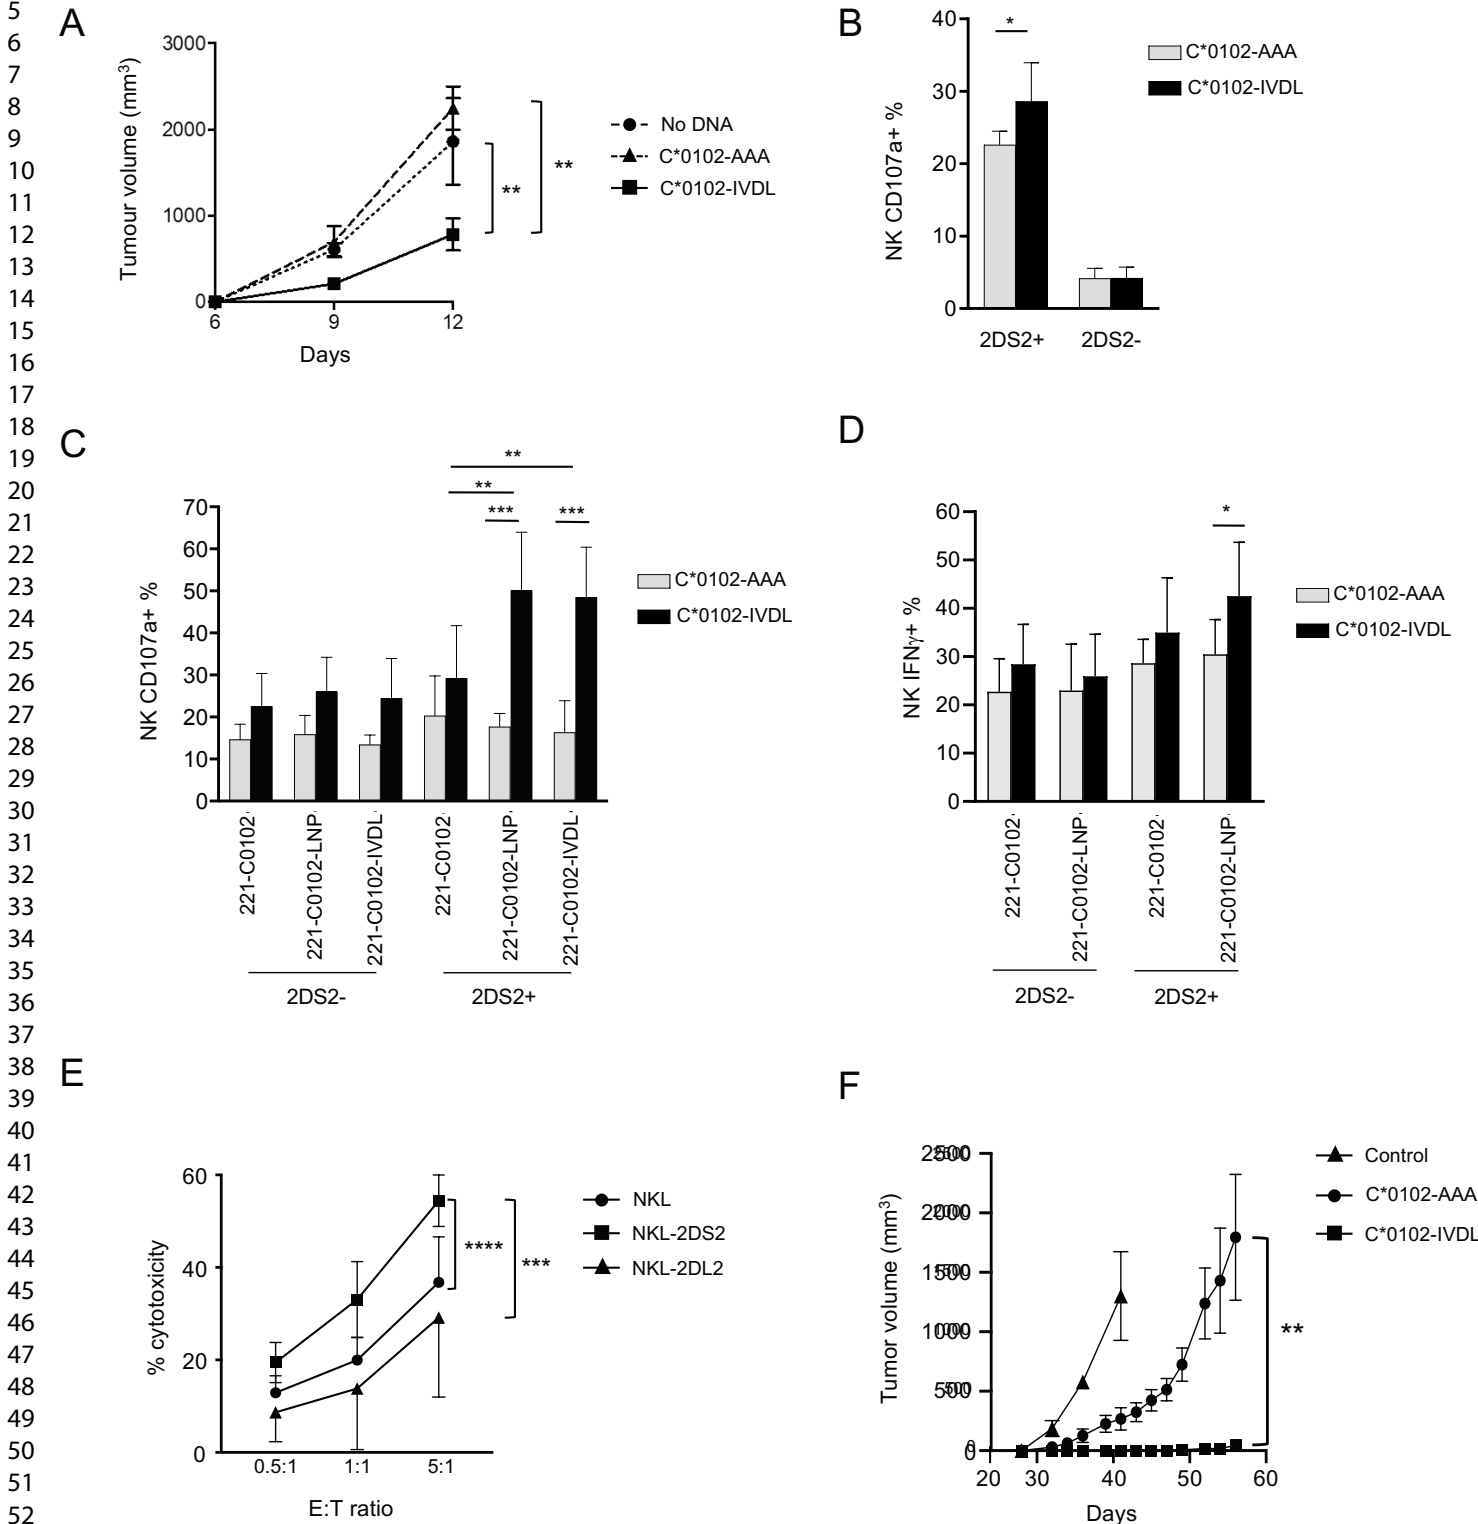 5
6
7
8
9
10
11
12
13
14
15
16
17
18
19
20
21
22
23
24
25
26
27
28
29
30
31
32
33
34
35
36
37
38
39
40
41
42
43
44
45
46
47
48
49
50
51
52
A
Tumour volume (mm³)
3000
2000
1000
0
6 9 12
Days
No DNA
C*0102-AAA
C*0102-IVDL
**
**
B
NK CD107a+ %
40
30
20
10
0
*
2DS2+ 2DS2-
C*0102-AAA
C*0102-IVDL
C
NK CD107a+ %
70
60
50
40
30
20
10
0
**
**
*** ***
C*0102-AAA
C*0102-IVDL
221-C0102
221-C0102-LNP
221-C0102-IVDL
221-C0102
221-C0102-LNP
221-C0102-IVDL
2DS2- 2DS2+
D
NK IFNγ+ %
60
50
40
30
20
10
0
*
C*0102-AAA
C*0102-IVDL
221-C0102
221-C0102-LNP
221-C0102
221-C0102-LNP
2DS2- 2DS2+
E
% cytotoxicity
60
40
20
0
0.5:1 1:1 5:1
E:T ratio
NKL
NKL-2DS2
NKL-2DL2
****
***
F
Tumor volume (mm³)
2500
2000
1500
1000
500
0
20 30 40 50 60
Days
Control
C*0102-AAA
C*0102-IVDL
**